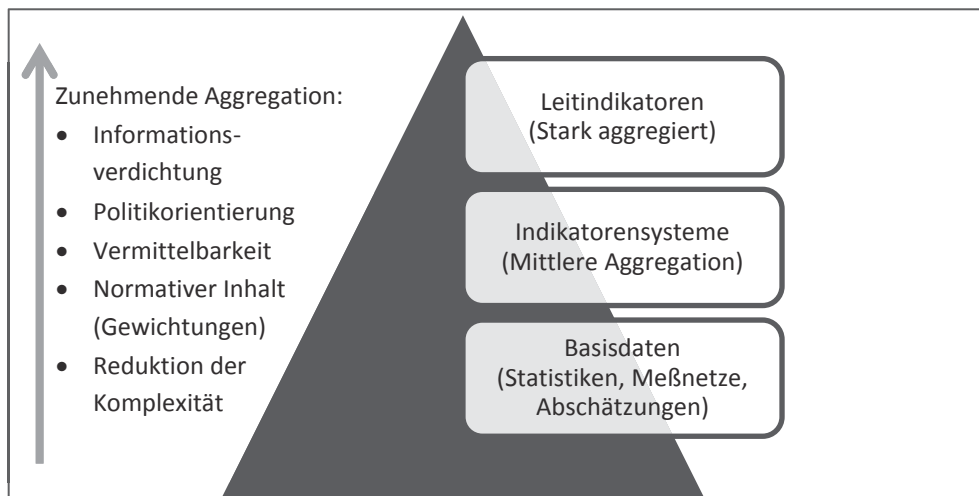 Zunehmende Aggregation:
• Informations-
verdichtung
• Politikorientierung
• Vermittelbarkeit
• Normativer Inhalt
(Gewichtungen)
• Reduktion der
Komplexität
Leitindikatoren
(Stark aggregiert)
Indikatorensysteme
(Mittlere Aggregation)
Basisdaten
(Statistiken, Meßnetze,
Abschätzungen)